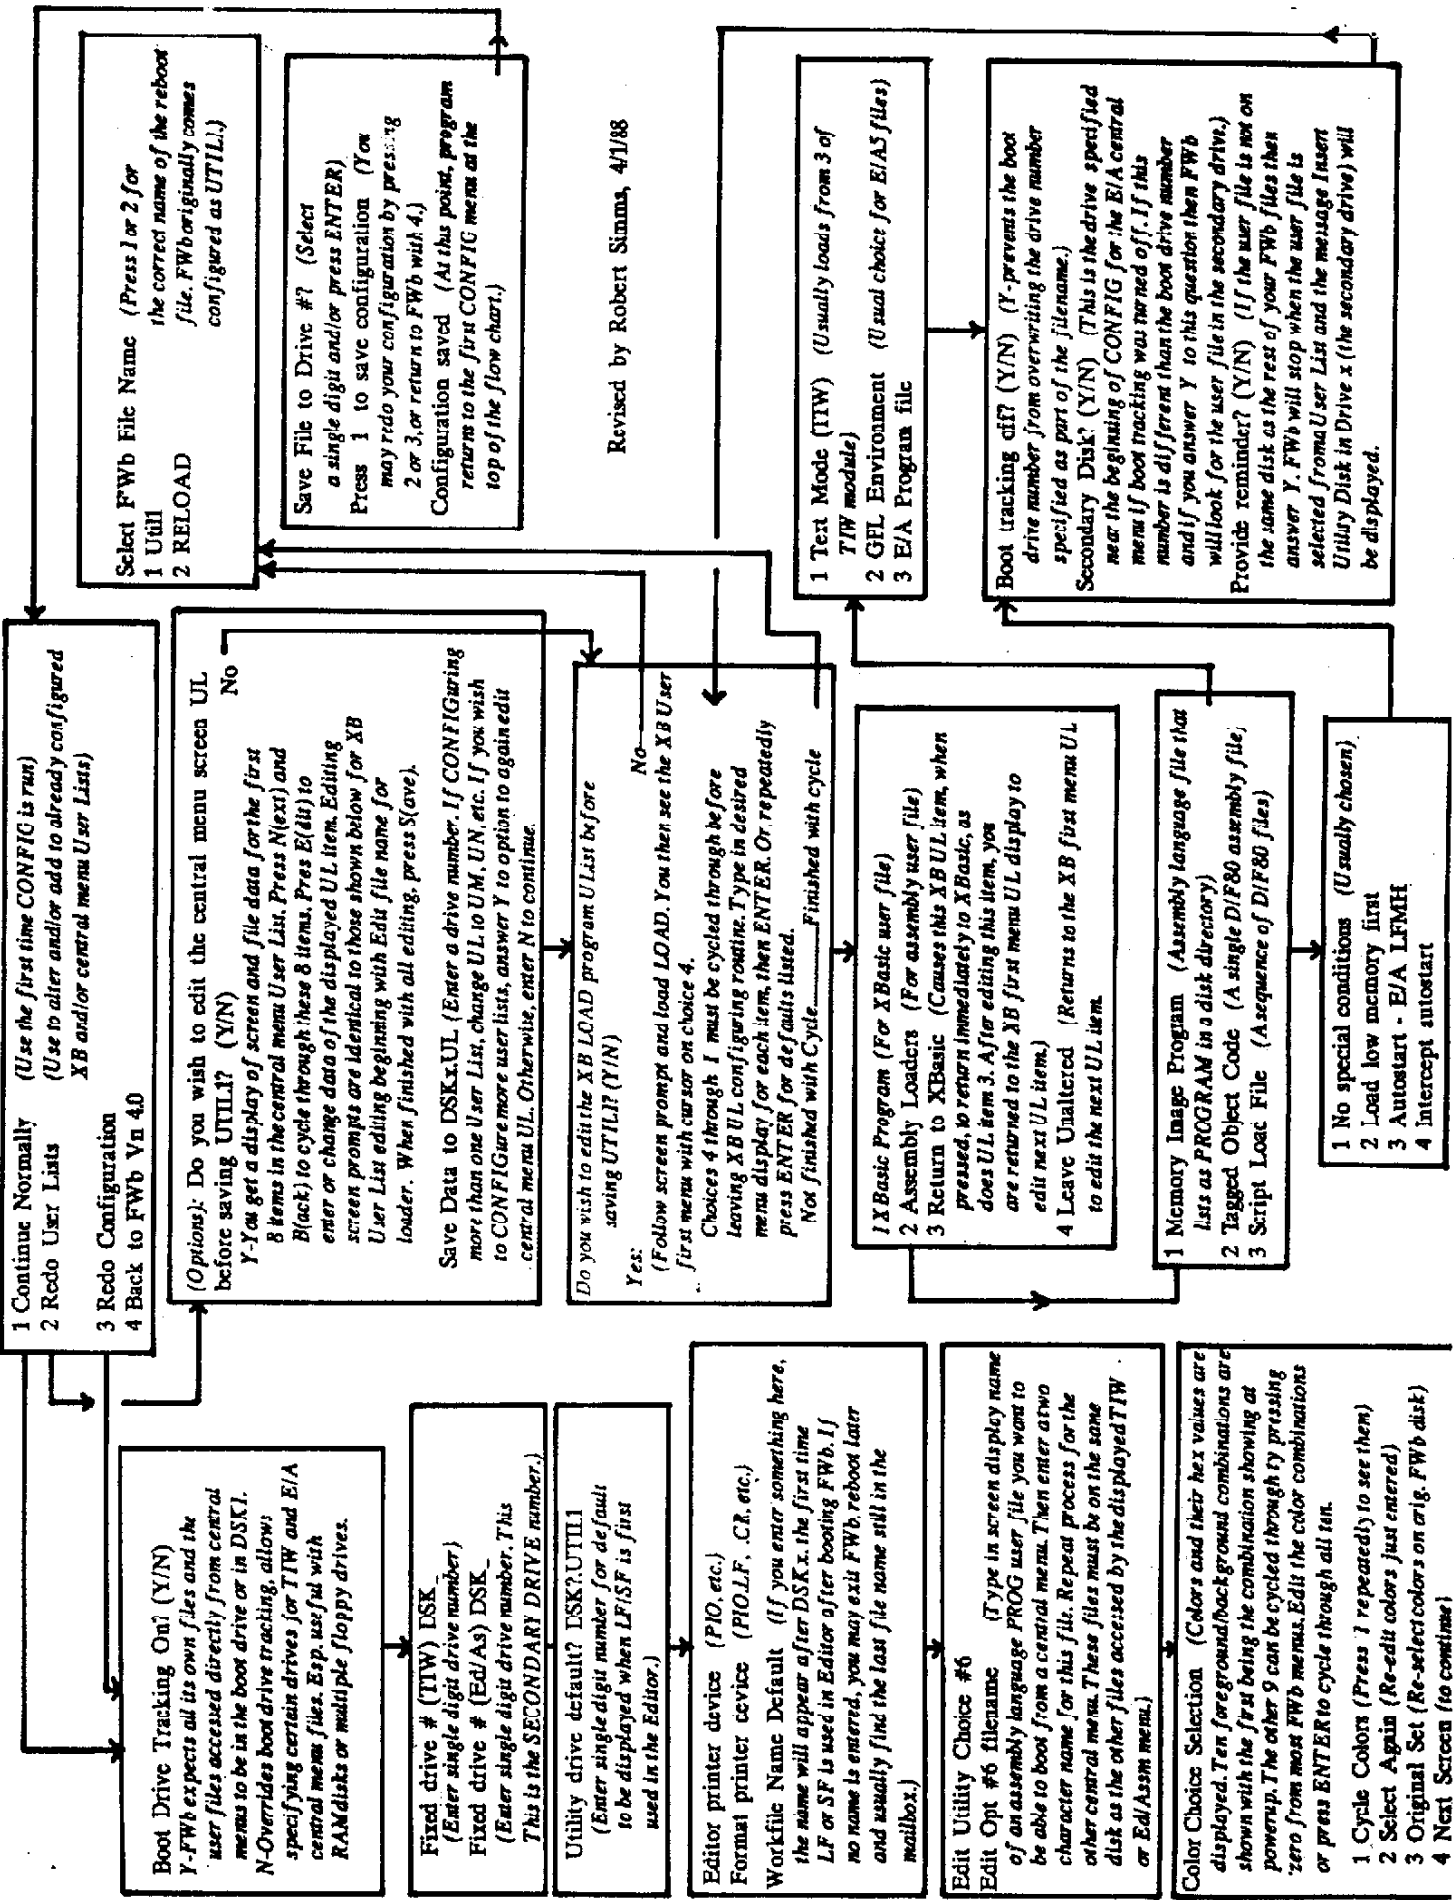 1 Continue Normally (Use the first time CONFIG is run)
2 Redo User Lists (Use to alter and/or add to already configured
XB and/or central menu User Lists)
3 Redo Configuration
4 Back to FWb Vn 4.0
Boot Drive Tracking On? (Y/N)
Y-FWb expects all its own files and the
user files accessed directly from central
menus to be in the boot drive or in DSK1.
N-Overrides boot drive tracking, allows
specifying certain drives for TIW and E/A
central menu files. Esp. useful with
RAMdisks or multiple floppy drives.
Fixed drive # (TIW) DSK_
(Enter single digit drive number)
Fixed drive # (Ed/As) DSK_
(Enter single digit drive number. This
This is the SECONDARY DRIVE number.)
Utility drive default? DSK?.UTIL1
(Enter single digit number for default
to be displayed when LF/SF is first
used in the Editor.)
Editor printer device (PIO, etc.)
Format printer device (PIO.LF, .CR, etc.)
Workfile Name Default (If you enter something here,
the name will appear after DSKx. the first time
LF or SF is used in Editor after booting FWb. If
no name is entered, you may exit FWb, reboot later
and usually find the last file name still in the
mailbox.)
Edit Utility Choice #6
Edit Opt #6 filename (Type in screen display name
of an assembly language PROG user file you want to
be able to boot from a central menu. Then enter a two
character name for this file. Repeat process for the
other central menu. These files must be on the same
disk as the other files accessed by the displayed TIW
or Ed/Assm menu.)
Color Choice Selection (Colors and their hex values are
displayed. Ten foreground/background combinations are
shown with the first being the combination showing at
powerup. The other 9 can be cycled through by pressing
zero from most FWb menus. Edit the color combinations
or press ENTER to cycle through all ten.
1 Cycle Colors (Press 1 repeatedly to see them)
2 Select Again (Re-edit colors just entered)
3 Original Set (Re-select colors on orig. FWb disk)
4 Next Screen (to continue)
(Options): Do you wish to edit the central menu screen UL
before saving UTIL1? (Y/N) No
Y-You get a display of screen and file data for the first
8 items in the central menu User List. Press N(ext) and
B(ack) to cycle through these 8 items. Press E(dit) to
enter or change data of the displayed UL item. Editing
screen prompts are identical to those shown below for XB
User List editing beginning with Edit file name for
loader. When finished with all editing, press S(ave).
Save Data to DSKx.UL (Enter a drive number. If CONFIGuring
more than one User List, change UL to UM, UN, etc. If you wish
to CONFIGure more user lists, answer Y to option to again edit
central menu UL. Otherwise, enter N to continue.
Do you wish to edit the XB LOAD program UList before
saving UTIL1? (Y/N)
Yes: No
(Follow screen prompt and load LOAD. You then see the XB User
first menu with cursor on choice 4.
Choices 4 through 1 must be cycled through before
leaving XB UL configuring routine. Type in desired
menu display for each item, then ENTER. Or repeatedly
press ENTER for defaults listed.
Not finished with Cycle Finished with cycle
1 XBasic Program (For XBasic user file)
2 Assembly Loaders (For assembly user file)
3 Return to XBasic (Causes this XB UL item, when
pressed, to return immediately to XBasic, as
does UL item 3. After editing this item, you
are returned to the XB first menu UL display to
edit next UL item.)
4 Leave Unaltered (Returns to the XB first menu UL
to edit the next UL item.
1 Memory Image Program (Assembly language file that
lists as PROGRAM in a disk directory)
2 Tagged Object Code (A single D/F80 assembly file)
3 Script Load File (A sequence of D/F80 files)
1 No special conditions (Usually chosen)
2 Load low memory first
3 Autostart - E/A LFMH
4 Intercept autostart
Select FWb File Name (Press 1 or 2 for
the correct name of the reboot
file. FWb originally comes
configured as UTIL1.)
1 Util1
2 RELOAD
Save File to Drive #? (Select
a single digit and/or press ENTER)
Press 1 to save configuration (You
may redo your configuration by pressing
2 or 3, or return to FWb with 4.)
Configuration saved (At this point, program
returns to the first CONFIG menu at the
top of the flow chart.)
Revised by Robert Simms, 4/1/88
1 Text Mode (TIW) (Usually loads from 3 of
TIW module)
2 GPL Environment (Usual choice for E/A5 files)
3 E/A Program file
Boot tracking off? (Y/N) (Y-prevents the boot
drive number from overwriting the drive number
specified as part of the filename.)
Secondary Disk? (Y/N) (This is the drive specified
near the beginning of CONFIG for the E/A central
menu if boot tracking was turned off. If this
number is different than the boot drive number
and if you answer Y to this question then FWb
will look for the user file in the secondary drive.)
Provide reminder? (Y/N) (If the user file is not on
the same disk as the rest of your FWb files then
answer Y. FWb will stop when the user file is
selected from a User List and the message Insert
Utility Disk in Drive x (the secondary drive) will
be displayed.